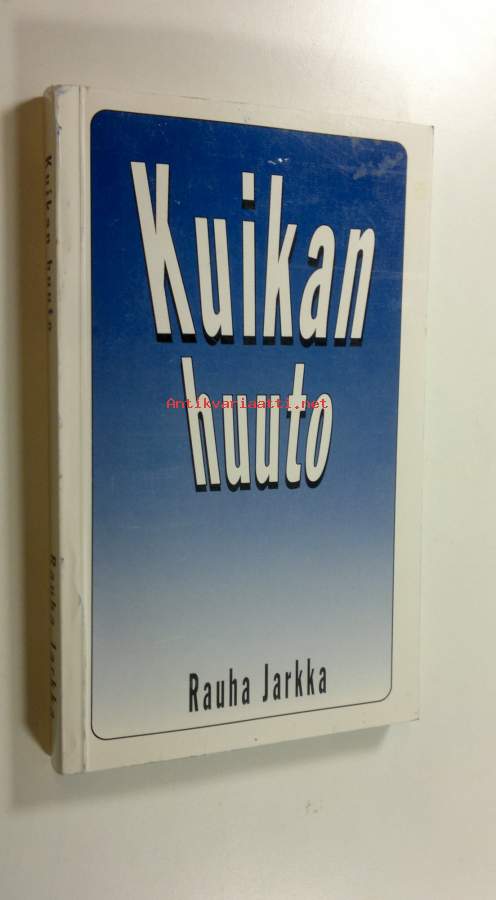 Kuikan
huuto
Rauha Jarkka
Kuikan huuto
Rauha Jarkka
Antikvariaatti.net